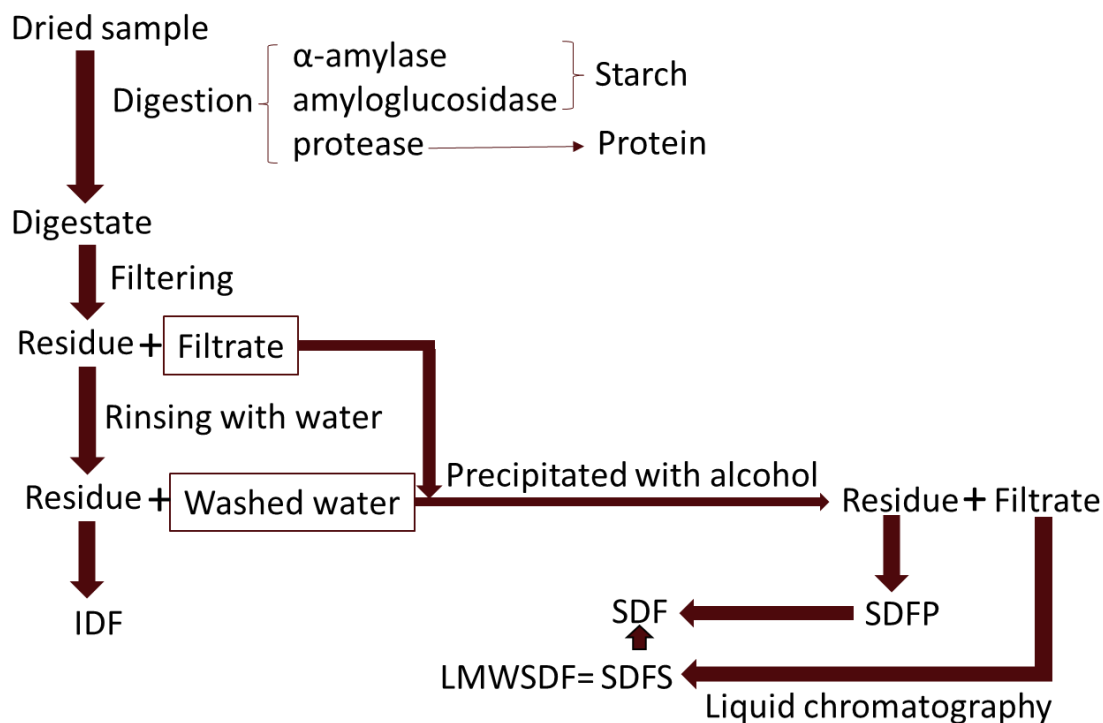 Dried sample
α-amylase
Digestion
amyloglucosidase
Starch
protease
Protein
Digestate
Filtering
Residue + Filtrate
Rinsing with water
Precipitated with alcohol
Residue + Washed water
Residue + Filtrate
IDF
SDF
SDFP
LMWSDF= SDFS
Liquid chromatography